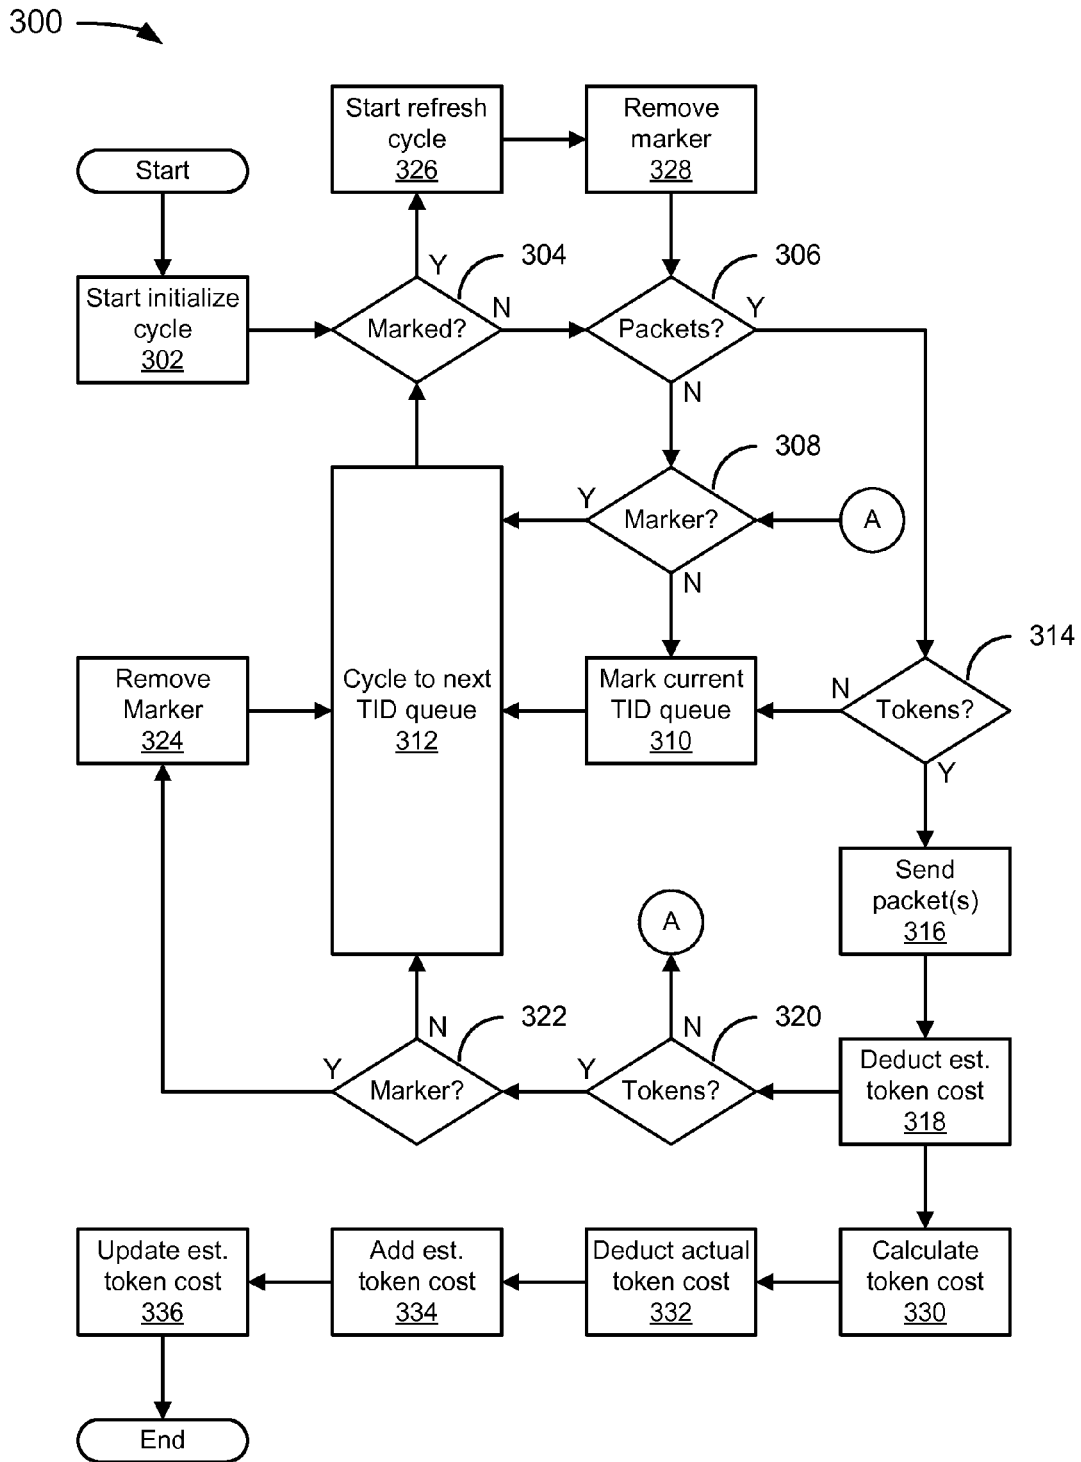 300
Start refresh
cycle
326
Remove
marker
328
Start
Y
304
306
Start initialize
cycle
302
Marked?
N
Packets?
Y
N
308
Y
Marker?
A
N
314
Remove
Marker
324
Cycle to next
TID queue
312
Mark current
TID queue
310
N
Tokens?
Y
Send
packet(s)
316
A
N
322
N
320
Y
Marker?
Y
Tokens?
Deduct est.
token cost
318
Update est.
token cost
336
Add est.
token cost
334
Deduct actual
token cost
332
Calculate
token cost
330
End